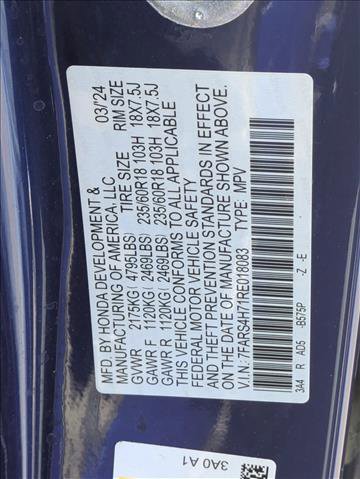 MFD. BY HONDA DEVELOPMENT & 03/'24
MANUFACTURING OF AMERICA, LLC
TIRE SIZE RIM SIZE
GVWR 2175KG ( 4795LBS) 235/60R18 103H 18X7.5J
GAWR F 1120KG ( 2469LBS) 235/60R18 103H 18X7.5J
GAWR R 1120KG ( 2469LBS)
THIS VEHICLE CONFORMS TO ALL APPLICABLE
FEDERAL MOTOR VEHICLE SAFETY
AND THEFT PREVENTION STANDARDS IN EFFECT
ON THE DATE OF MANUFACTURE SHOWN ABOVE.
V.I.N.: 7FARS4H71RE018083 TYPE: MPV
3A4 R AD5 -B575P -Z -E
3A0 A1